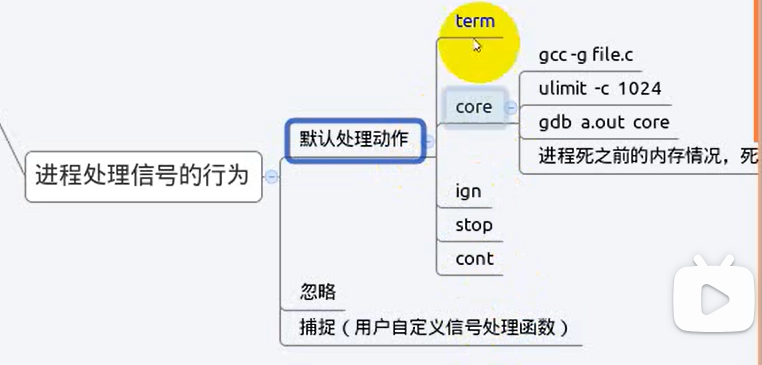 进程处理信号的行为
默认处理动作
term
core
gcc -g file.c
ulimit -c 1024
gdb a.out core
进程死之前的内存情况，死
ign
stop
cont
忽略
捕捉（用户自定义信号处理函数）